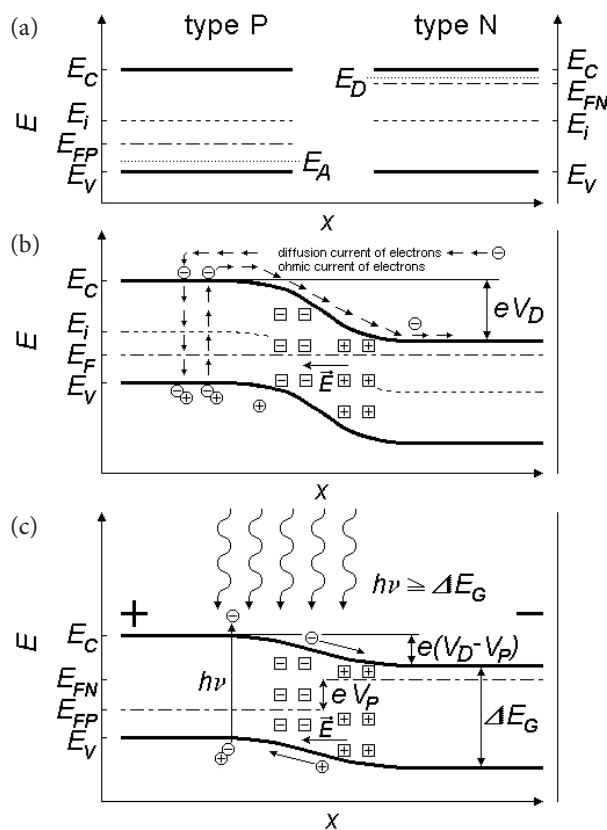 (a)
type P
type N
E_C
E_D
E_C
E_FN
E_i
E_i
E
E_FP
E_A
E_V
E_V
x
(b)
diffusion current of electrons
ohmic current of electrons
E_C
eV_D
E_i
E
E_F
E
E_V
x
(c)
hν ≥ ΔE_G
+
−
E_C
e(V_D-V_P)
E
E_FN
hν
eV_P
ΔE_G
E_FP
E
E_V
x